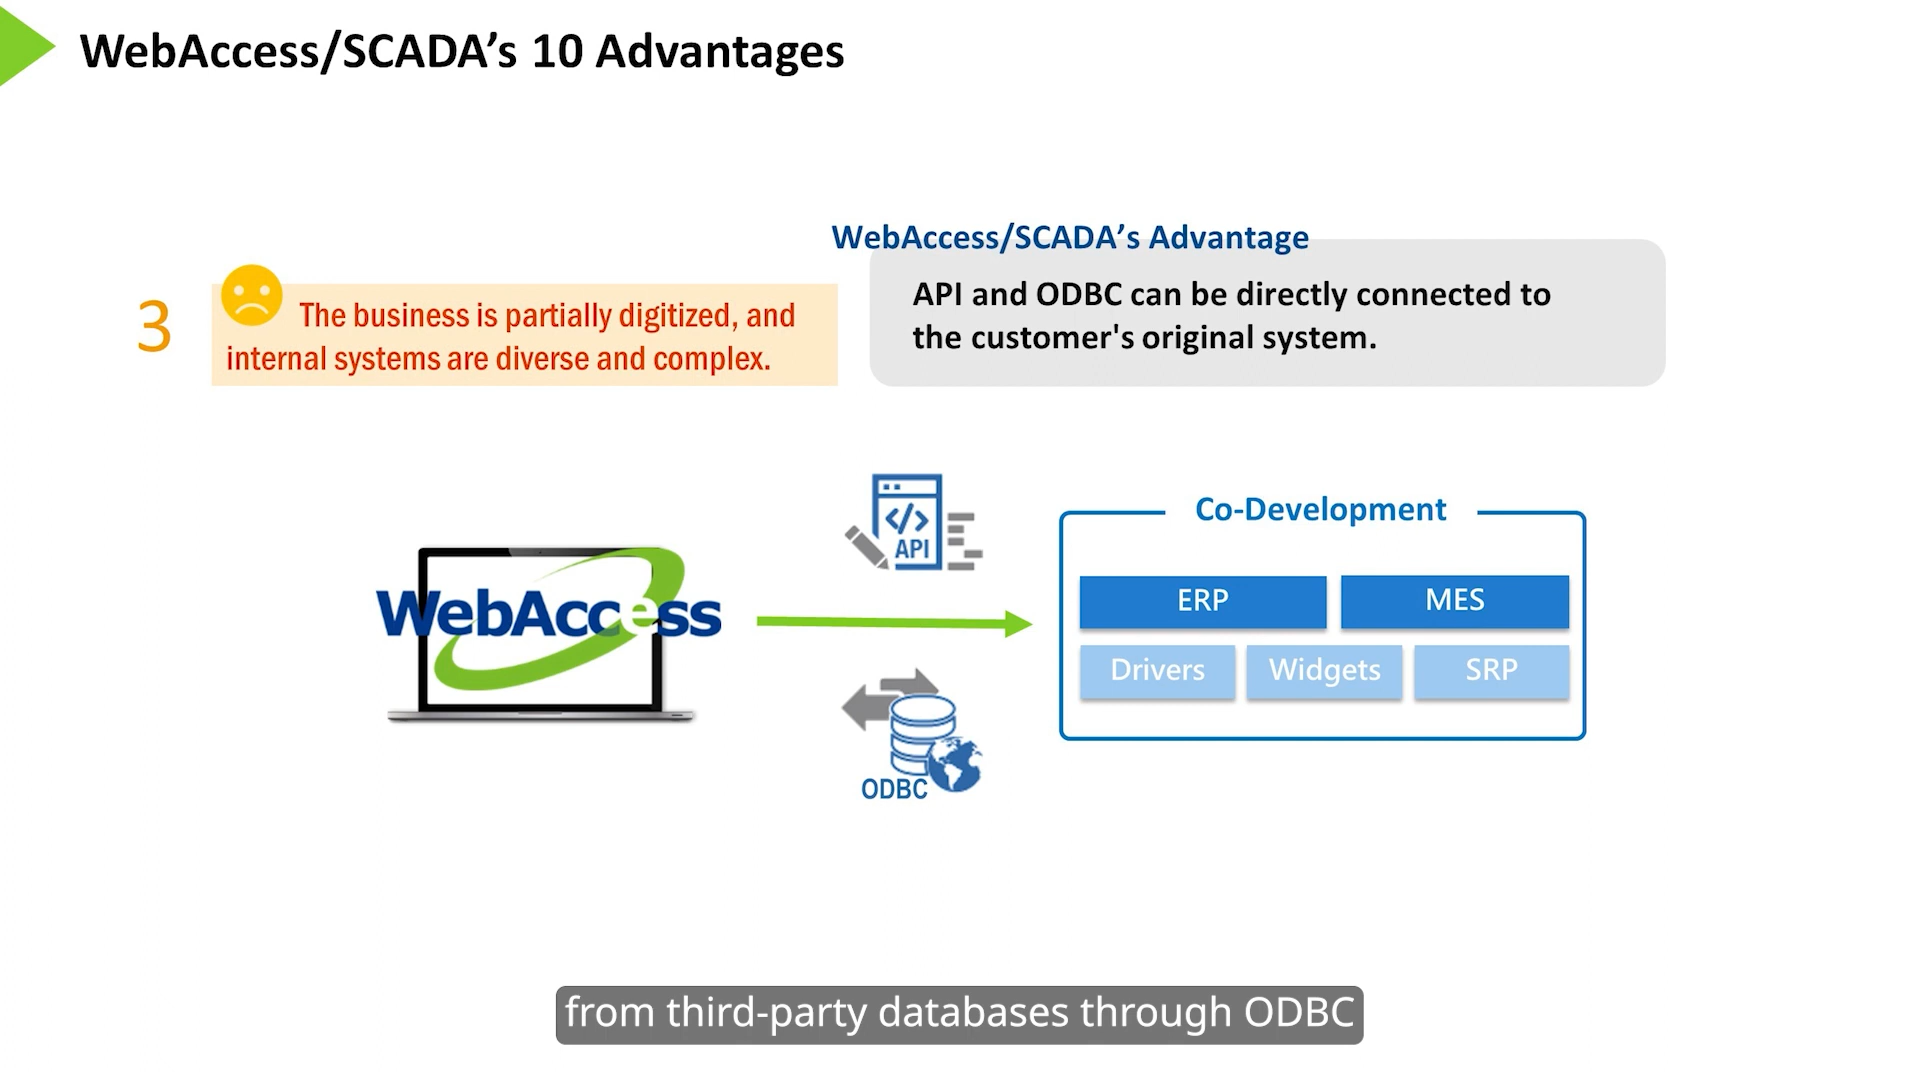 WebAccess/SCADA’s 10 Advantages
WebAccess/SCADA’s Advantage
3
The business is partially digitized, and
internal systems are diverse and complex.
API and ODBC can be directly connected to
the customer's original system.
WebAccess
</> API
ODBC
Co-Development
ERP
MES
Drivers
Widgets
SRP
from third-party databases through ODBC